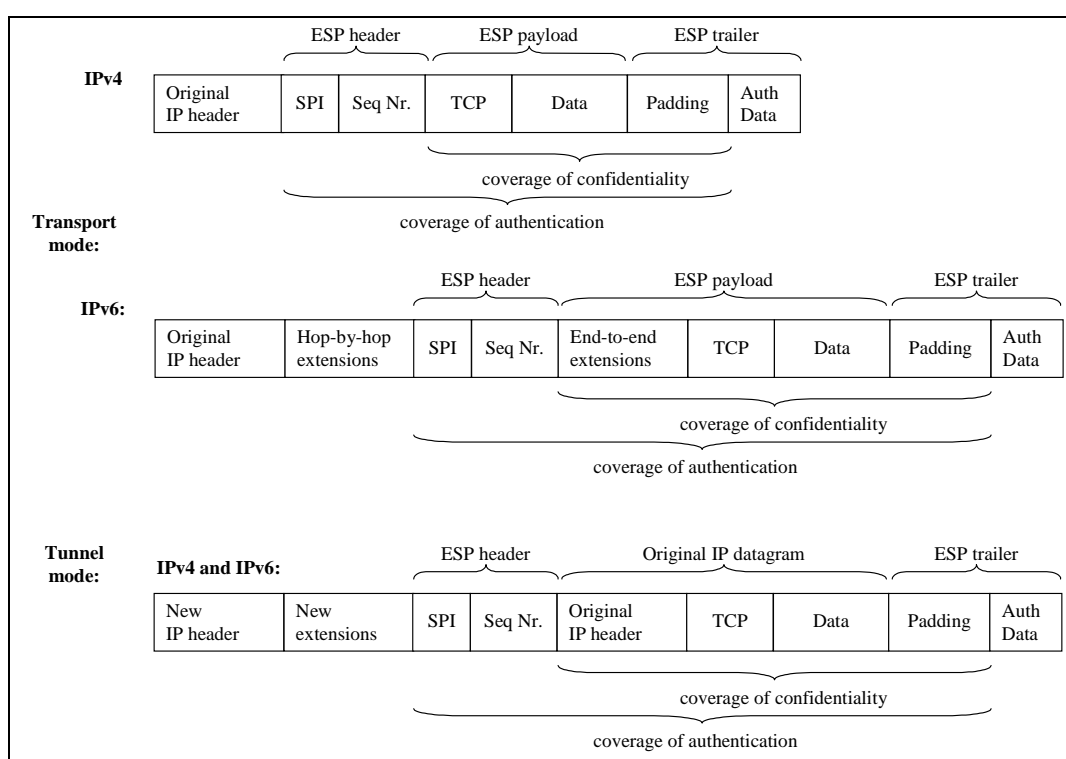 ESP header ESP payload ESP trailer
IPv4
Original IP header SPI Seq Nr. TCP Data Padding Auth Data
coverage of confidentiality
coverage of authentication
Transport mode:
ESP header ESP payload ESP trailer
IPv6:
Original IP header Hop-by-hop extensions SPI Seq Nr. End-to-end extensions TCP Data Padding Auth Data
coverage of confidentiality
coverage of authentication
Tunnel mode:
ESP header Original IP datagram ESP trailer
IPv4 and IPv6:
New IP header New extensions SPI Seq Nr. Original IP header TCP Data Padding Auth Data
coverage of confidentiality
coverage of authentication